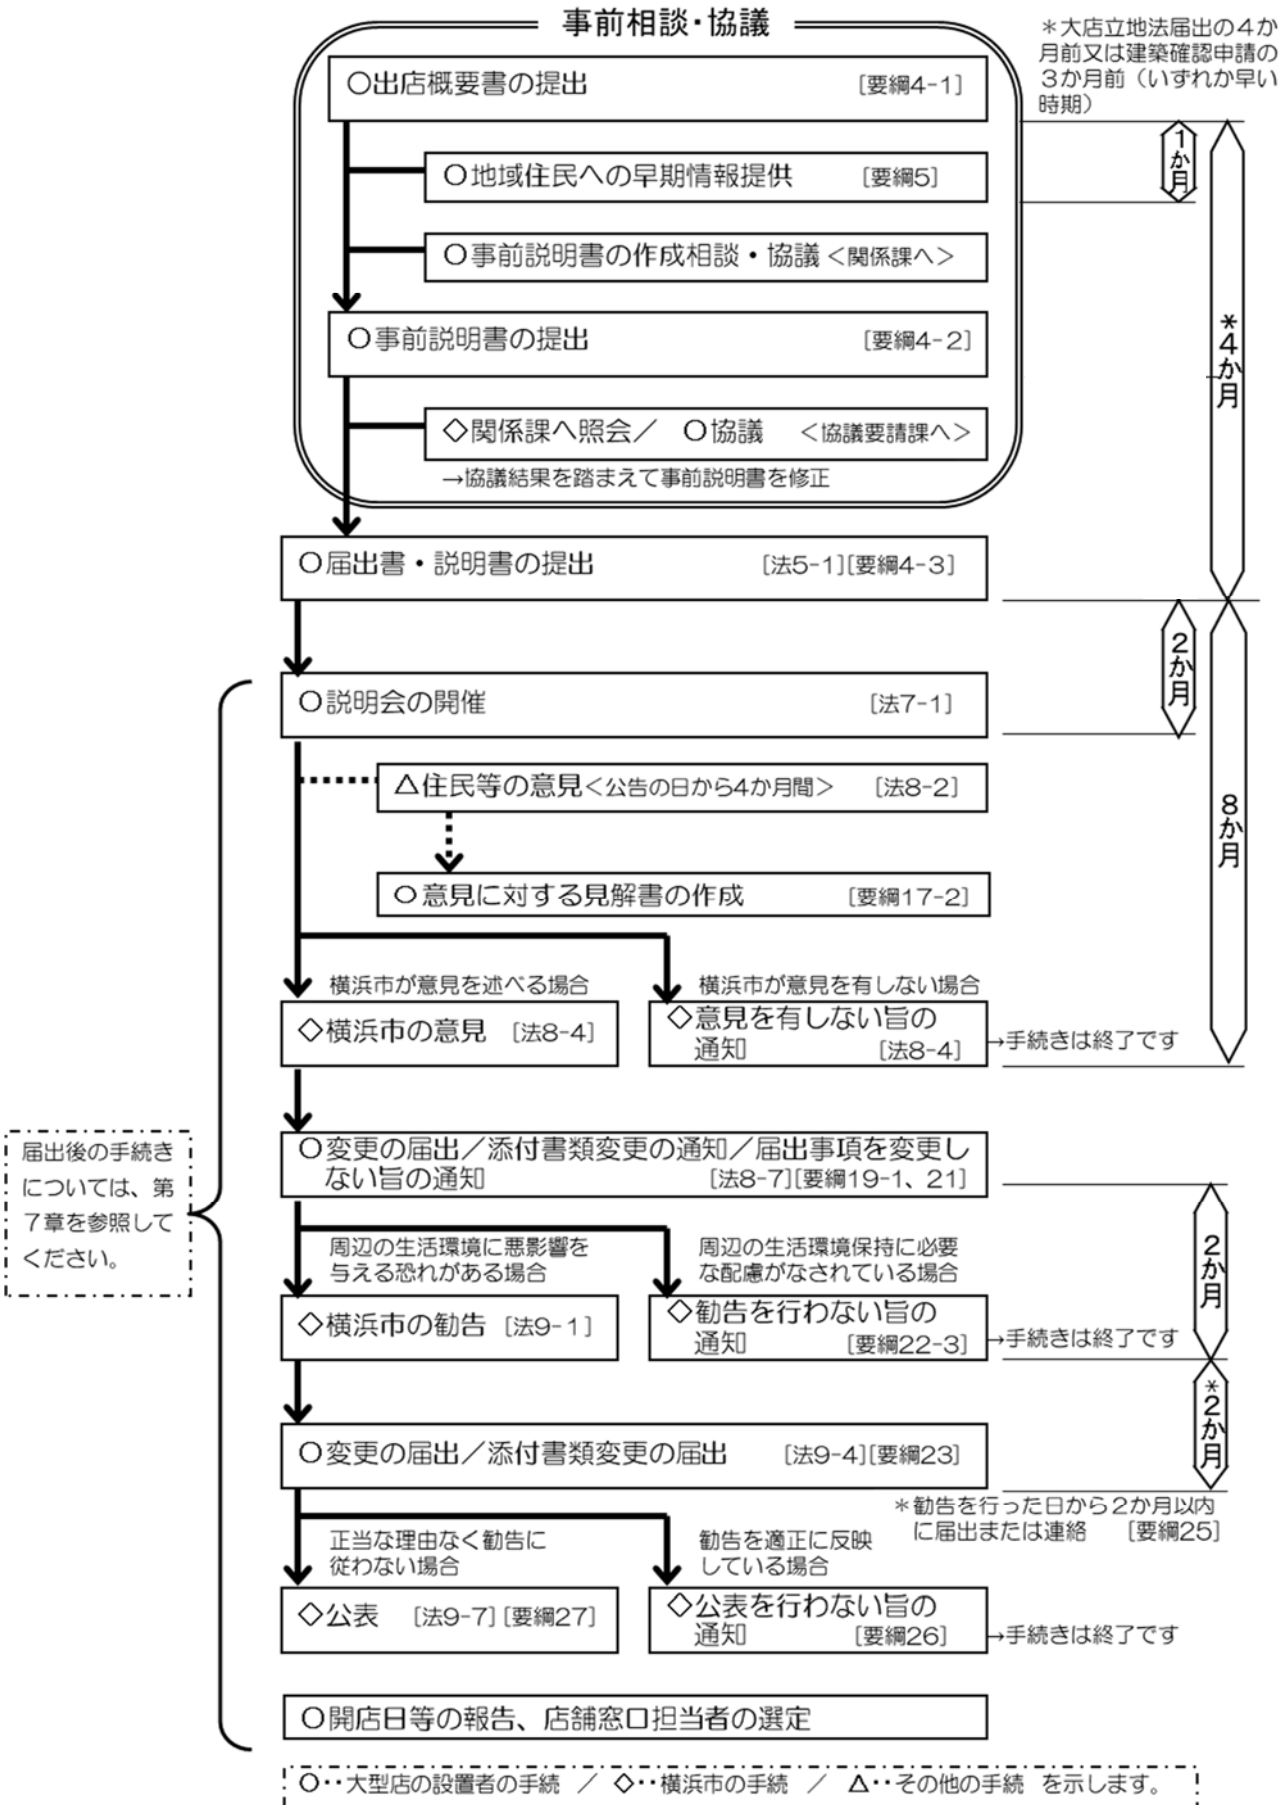 事前相談・協議
＊大店立地法届出の４か
月前又は建築確認申請の
３か月前（いずれか早い
時期）
○出店概要書の提出 [要綱4-1]
1か月
○地域住民への早期情報提供 [要綱5]
○事前説明書の作成相談・協議＜関係課へ＞
○事前説明書の提出 [要綱4-2]
*4か月
◇関係課へ照会／ ○協議 ＜協議要請課へ＞
→協議結果を踏まえて事前説明書を修正
○届出書・説明書の提出 [法5-1][要綱4-3]
2か月
○説明会の開催 [法7-1]
△住民等の意見＜公告の日から4か月間＞ [法8-2]
8か月
○意見に対する見解書の作成 [要綱17-2]
横浜市が意見を述べる場合
◇横浜市の意見 [法8-4]
横浜市が意見を有しない場合
◇意見を有しない旨の
通知 [法8-4]
→手続きは終了です
届出後の手続き
については、第
７章を参照して
ください。
○変更の届出／添付書類変更の通知／届出事項を変更し
ない旨の通知 [法8-7][要綱19-1、21]
周辺の生活環境に悪影響を
与える恐れがある場合
周辺の生活環境保持に必要
な配慮がなされている場合
2か月
◇横浜市の勧告 [法9-1]
◇勧告を行わない旨の
通知 [要綱22-3]
→手続きは終了です
*2か月
○変更の届出／添付書類変更の届出 [法9-4][要綱23]
＊勧告を行った日から２か月以内
に届出または連絡 [要綱25]
正当な理由なく勧告に
従わない場合
勧告を適正に反映
している場合
◇公表 [法9-7][要綱27]
◇公表を行わない旨の
通知 [要綱26]
→手続きは終了です
○開店日等の報告、店舗窓口担当者の選定
○‥大型店の設置者の手続 ／ ◇‥横浜市の手続 ／ △‥その他の手続 を示します。